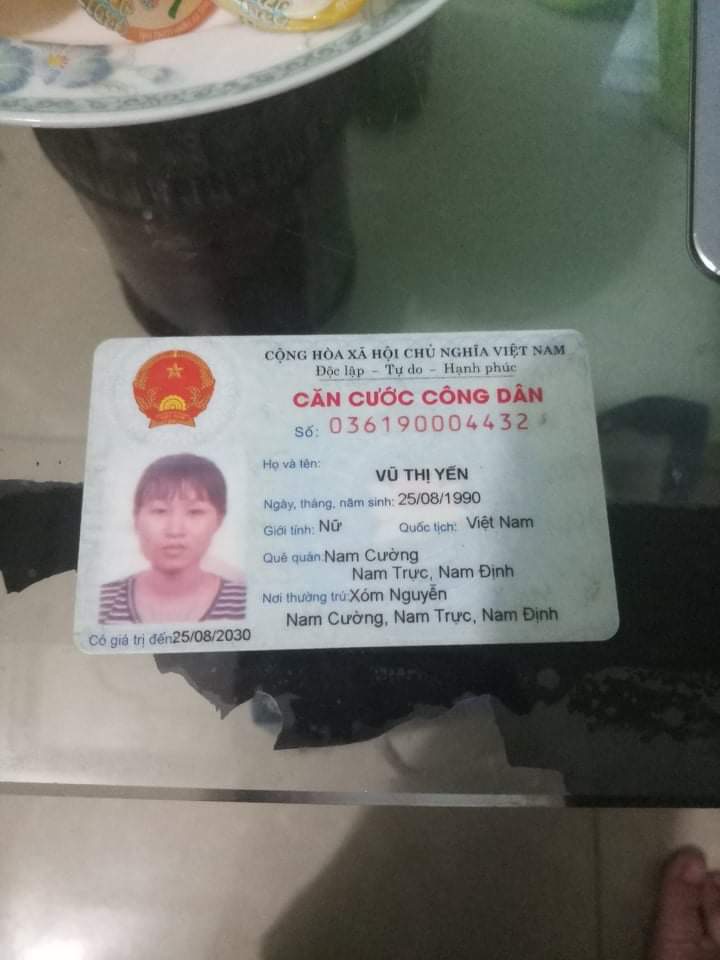 CỘNG HÒA XÃ HỘI CHỦ NGHĨA VIỆT NAM
Độc lập - Tự do - Hạnh phúc
CĂN CƯỚC CÔNG DÂN
Số: 036190004432
Họ và tên:
VŨ THỊ YẾN
Ngày, tháng, năm sinh: 25/08/1990
Giới tính: Nữ Quốc tịch: Việt Nam
Quê quán: Nam Cường
Nam Trực, Nam Định
Nơi thường trú: Xóm Nguyễn
Nam Cường, Nam Trực, Nam Định
Có giá trị đến 25/08/2030